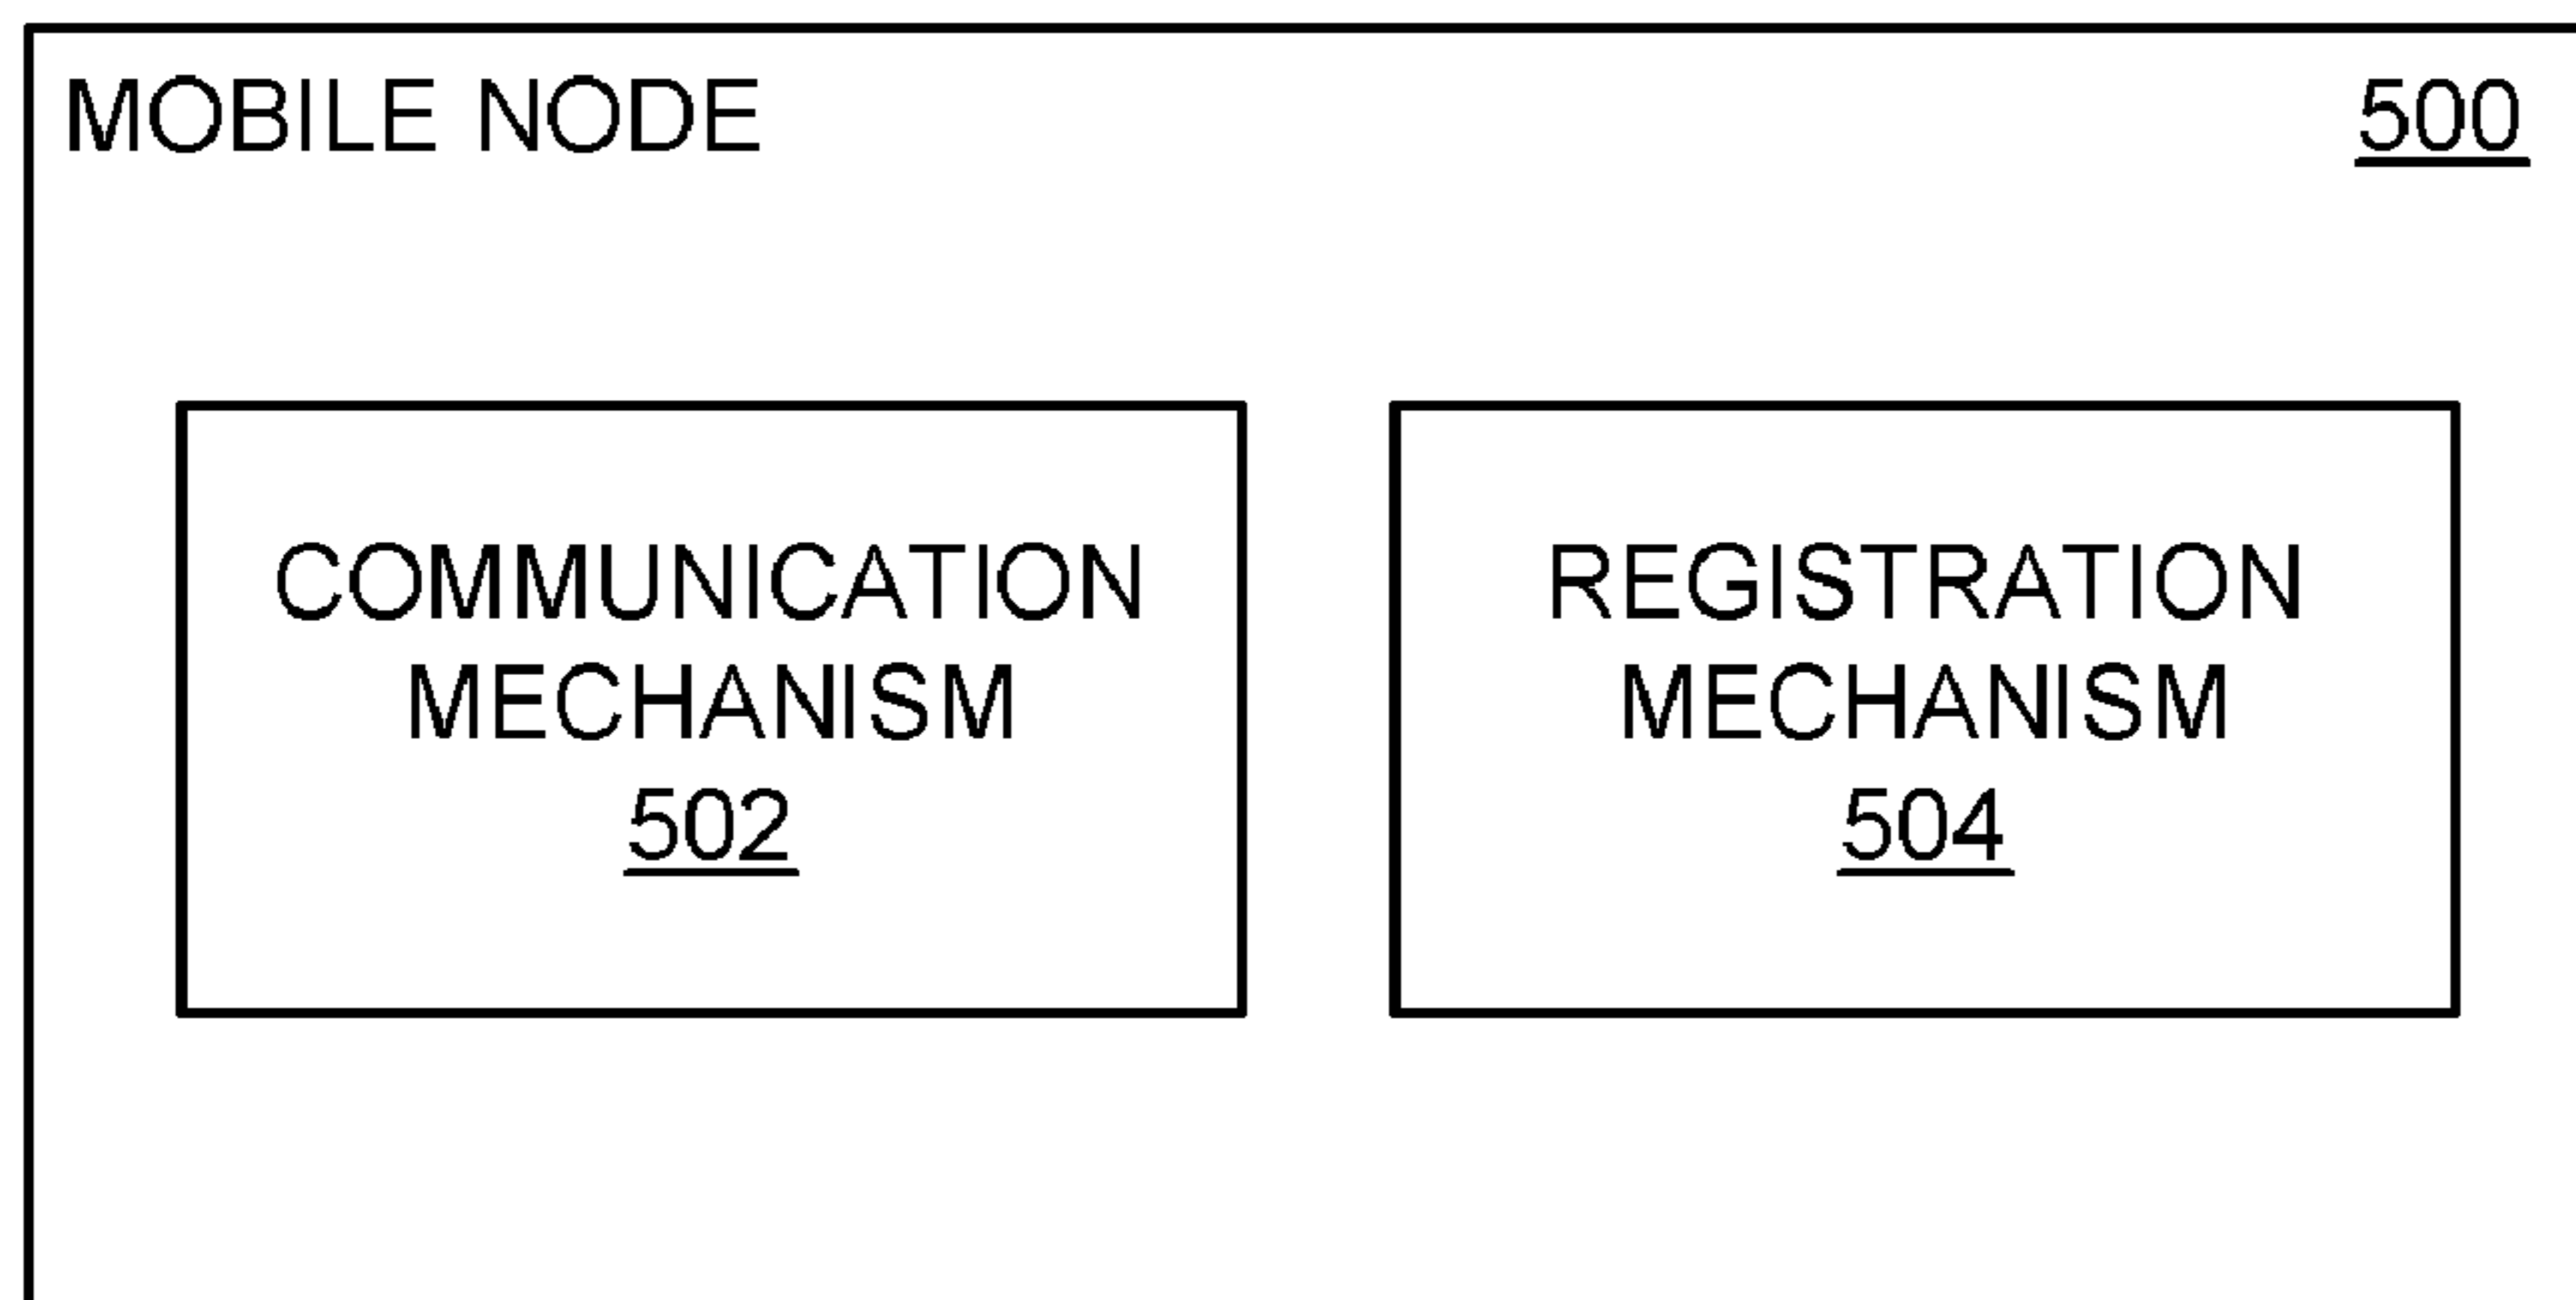 MOBILE NODE 500
COMMUNICATION
MECHANISM
502
REGISTRATION
MECHANISM
504